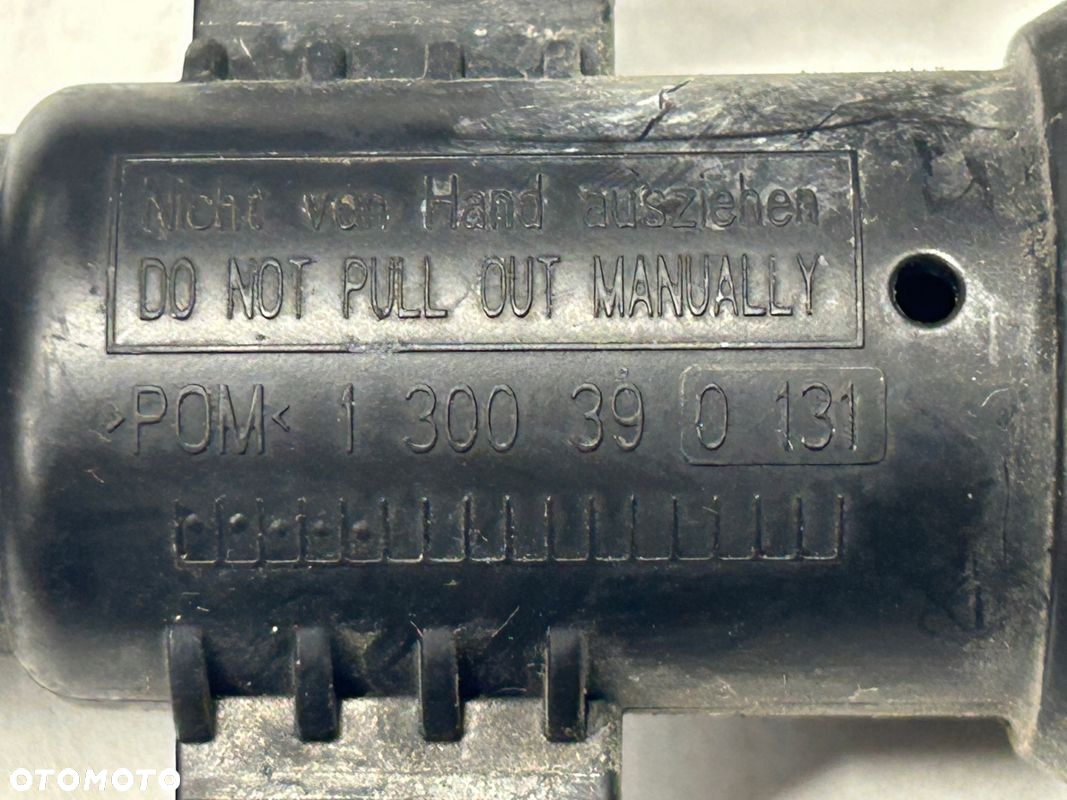 Nicht von Hand ausziehen
DO NOT PULL OUT MANUALLY
>POM< 1 300 39 0 131
OTOMOTO